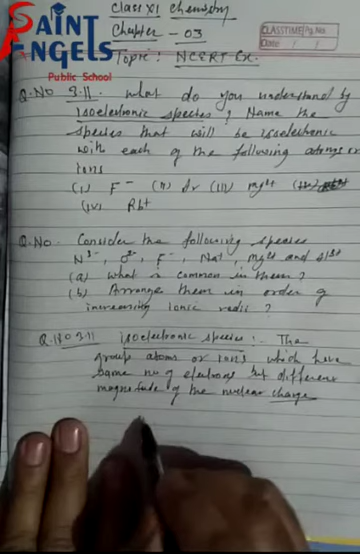 SAINT
ANGELS
Public School
Class XI Chemistry
Chapter - 03
Topic: NCERT Ex.
CLASSTIME Pg. No.
Date / /
Q.No 3.11. What do you understand by
isoelectronic species? Name the
species that will be isoelectronic
with each of the following atoms or
ions
(i) F⁻ (ii) Ar (iii) Mg²⁺
(iv) Rb⁺
Q.No. Consider the following species
N³⁻, O²⁻, F⁻, Na⁺, Mg²⁺ and Al³⁺
(a) What is common in them?
(b) Arrange them in order of
increasing ionic radii?
Q.No 3.11 isoelectronic species:- The
group atoms or ions, which have
same no of electrons but different
magnitude of the nuclear charge